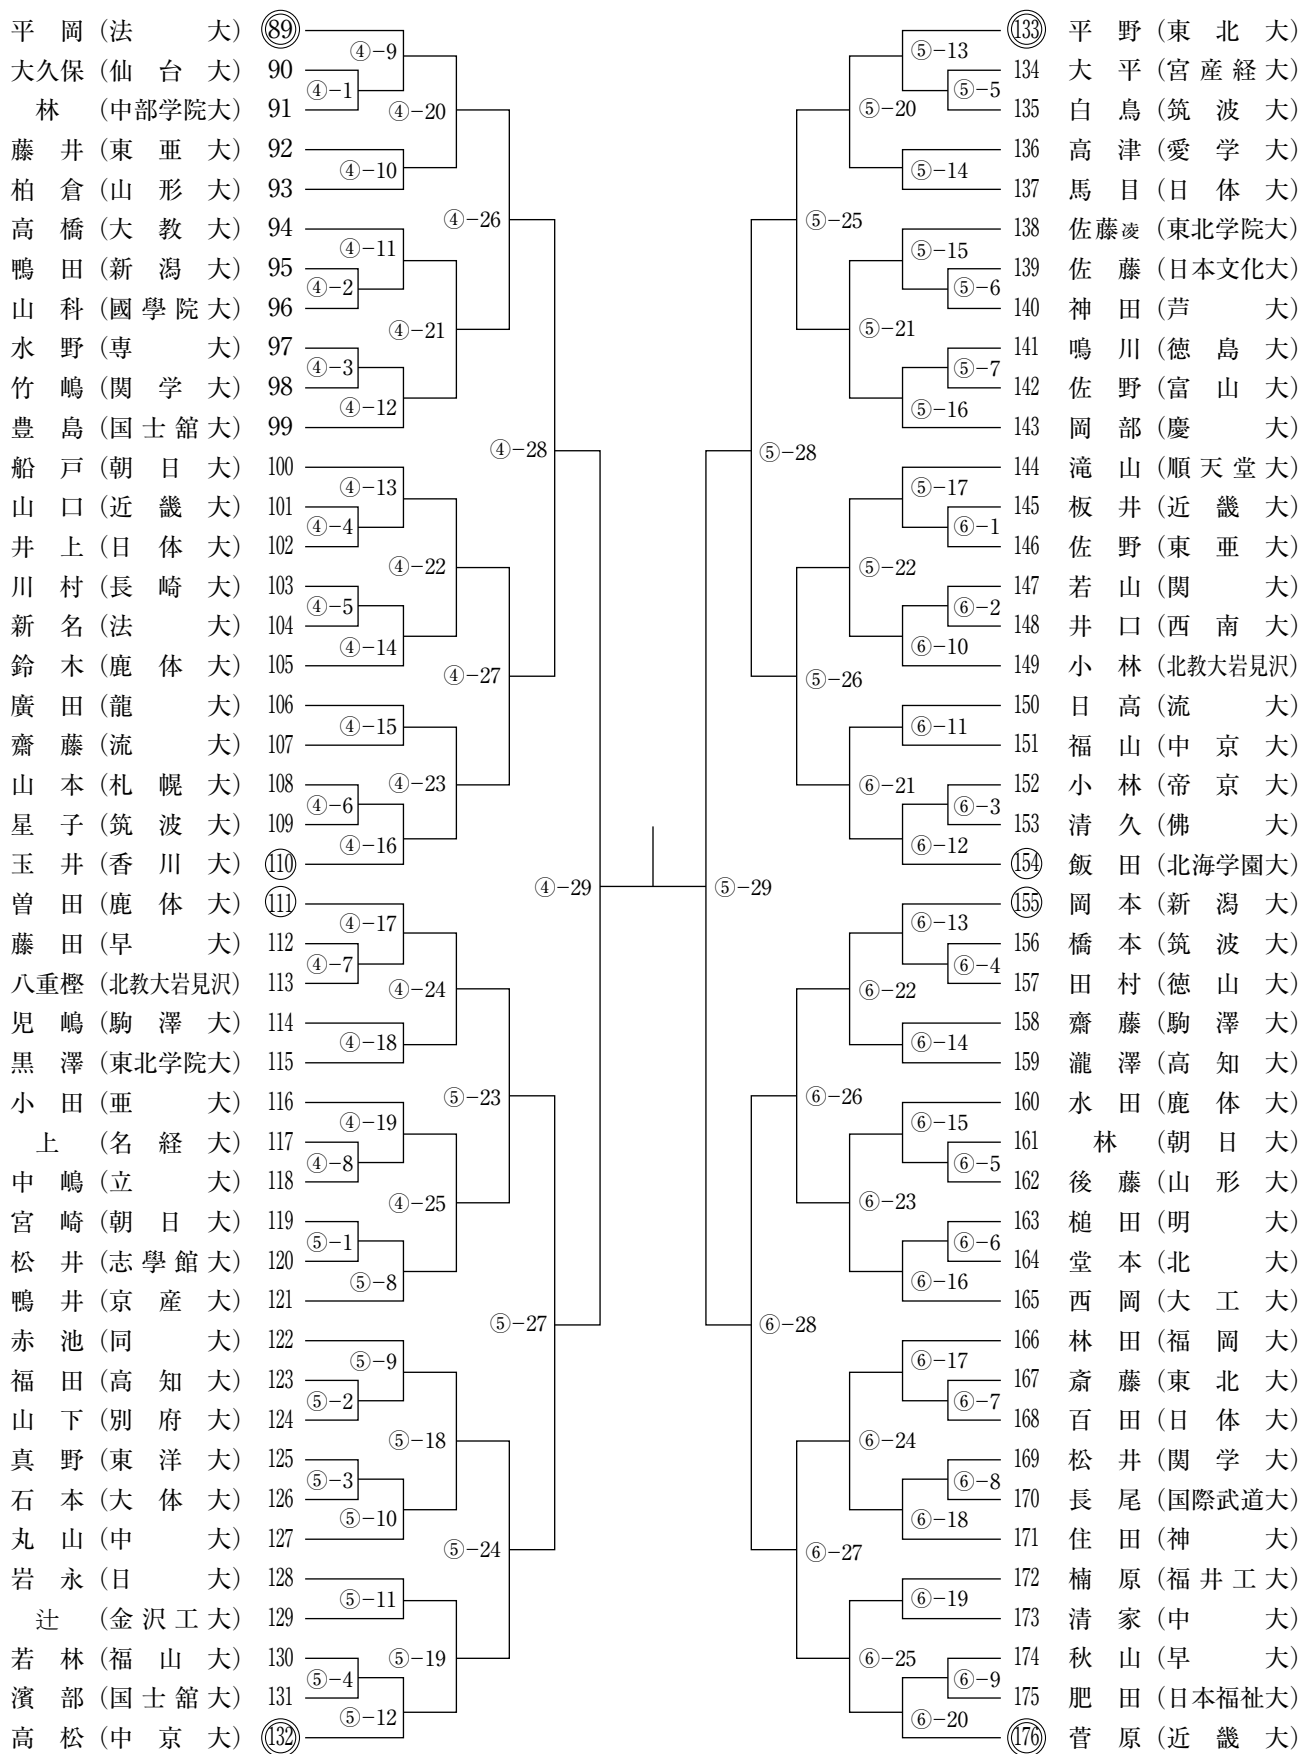 平岡（法大）89
④-9
大久保（仙台大）90
④-1
林（中部学院大）91
④-20
藤井（東亜大）92
④-10
柏倉（山形大）93
④-26
高橋（大教大）94
④-11
鴨田（新潟大）95
④-2
山科（國學院大）96
④-21
水野（専大）97
④-3
竹嶋（関学大）98
④-12
豊島（国士舘大）99
④-28
船戸（朝日大）100
④-13
山口（近畿大）101
④-4
井上（日体大）102
④-22
川村（長崎大）103
④-5
新名（法大）104
④-14
鈴木（鹿体大）105
④-27
廣田（龍大）106
④-15
齋藤（流大）107
④-23
山本（札幌大）108
④-6
星子（筑波大）109
④-16
玉井（香川大）110
④-29
曽田（鹿体大）111
④-17
藤田（早大）112
④-7
八重樫（北教大岩見沢）113
④-24
児嶋（駒澤大）114
④-18
黒澤（東北学院大）115
⑤-23
小田（亜大）116
④-19
上（名経大）117
④-8
中嶋（立大）118
④-25
宮崎（朝日大）119
⑤-1
松井（志學館大）120
⑤-8
鴨井（京産大）121
⑤-27
赤池（同大）122
⑤-9
福田（高知大）123
⑤-2
山下（別府大）124
⑤-18
真野（東洋大）125
⑤-3
石本（大体大）126
⑤-10
丸山（中大）127
⑤-24
岩永（日大）128
⑤-11
辻（金沢工大）129
⑤-19
若林（福山大）130
⑤-4
濱部（国士舘大）131
⑤-12
高松（中京大）132
133 平野（東北大）
⑤-13
134 大平（宮産経大）
⑤-5
135 白鳥（筑波大）
⑤-20
136 高津（愛学大）
⑤-14
137 馬目（日体大）
⑤-25
138 佐藤凌（東北学院大）
⑤-15
139 佐藤（日本文化大）
⑤-6
140 神田（芦大）
⑤-21
141 鳴川（徳島大）
⑤-7
142 佐野（富山大）
⑤-16
143 岡部（慶大）
⑤-28
144 滝山（順天堂大）
⑤-17
145 板井（近畿大）
⑥-1
146 佐野（東亜大）
⑤-22
147 若山（関大）
⑥-2
148 井口（西南大）
⑥-10
149 小林（北教大岩見沢）
⑤-26
150 日高（流大）
⑥-11
151 福山（中京大）
⑥-21
152 小林（帝京大）
⑥-3
153 清久（佛大）
⑥-12
154 飯田（北海学園大）
⑤-29
155 岡本（新潟大）
⑥-13
156 橋本（筑波大）
⑥-4
157 田村（徳山大）
⑥-22
158 齋藤（駒澤大）
⑥-14
159 瀧澤（高知大）
⑥-26
160 水田（鹿体大）
⑥-15
161 林（朝日大）
⑥-5
162 後藤（山形大）
⑥-23
163 槌田（明大）
⑥-6
164 堂本（北大）
⑥-16
165 西岡（大工大）
⑥-28
166 林田（福岡大）
⑥-17
167 斎藤（東北大）
⑥-7
168 百田（日体大）
⑥-24
169 松井（関学大）
⑥-8
170 長尾（国際武道大）
⑥-18
171 住田（神大）
⑥-27
172 楠原（福井工大）
⑥-19
173 清家（中大）
⑥-25
174 秋山（早大）
⑥-9
175 肥田（日本福祉大）
⑥-20
176 菅原（近畿大）